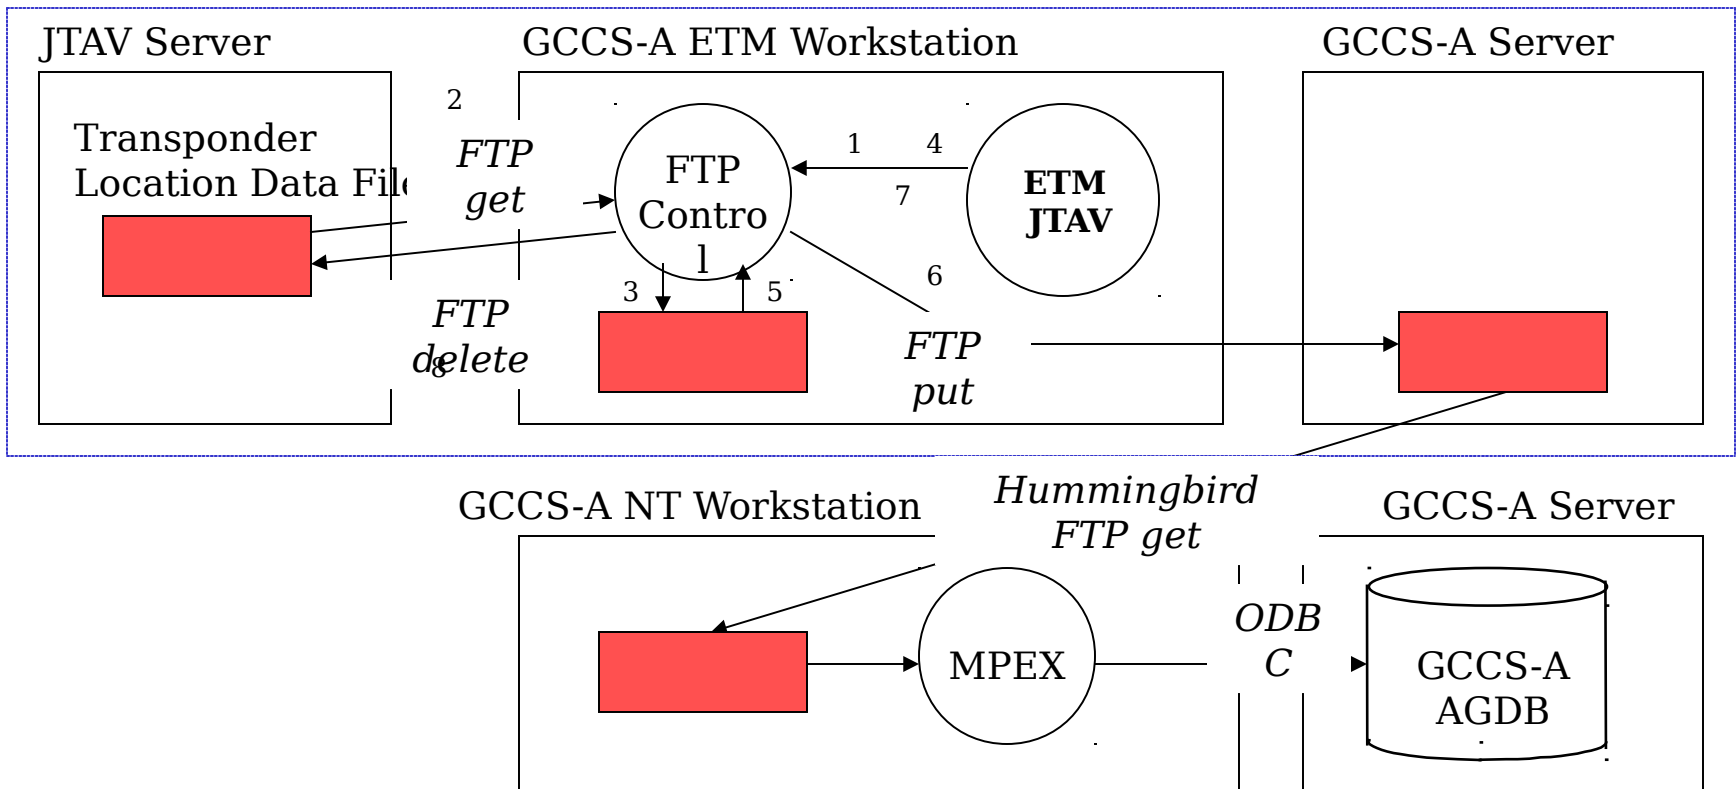 JTAV Server
GCCS-A ETM Workstation
GCCS-A Server
Transponder
Location Data File
2
FTP
get
FTP
Contro
l
1
4
7
ETM
JTAV
3
5
6
FTP
delete
8
FTP
put
GCCS-A NT Workstation
Hummingbird
FTP get
GCCS-A Server
MPEX
ODB
C
GCCS-A
AGDB